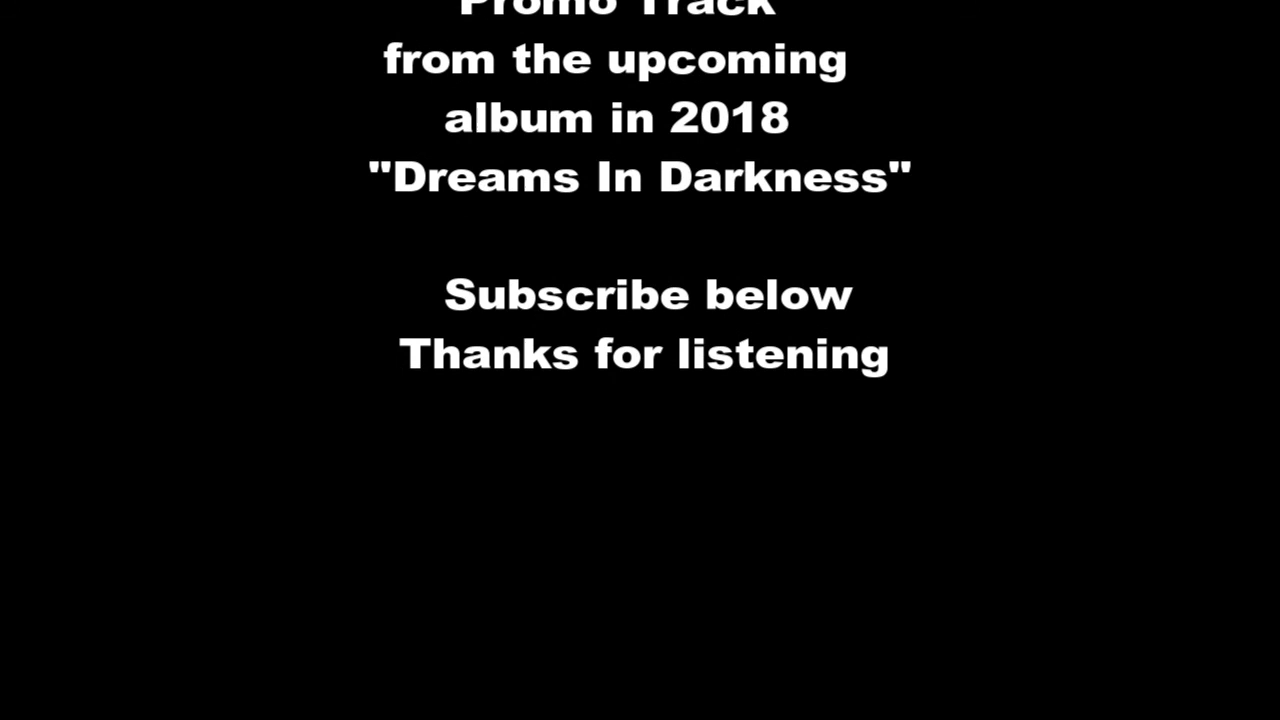 Promo Track
from the upcoming
album in 2018
"Dreams In Darkness"
Subscribe below
Thanks for listening